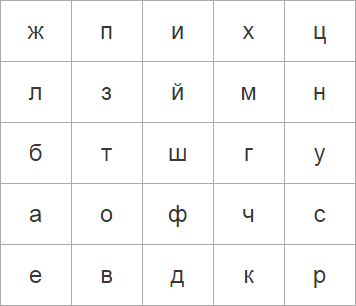 ж п и х ц
л з й м н
б т ш г у
а о ф ч с
е в д к р